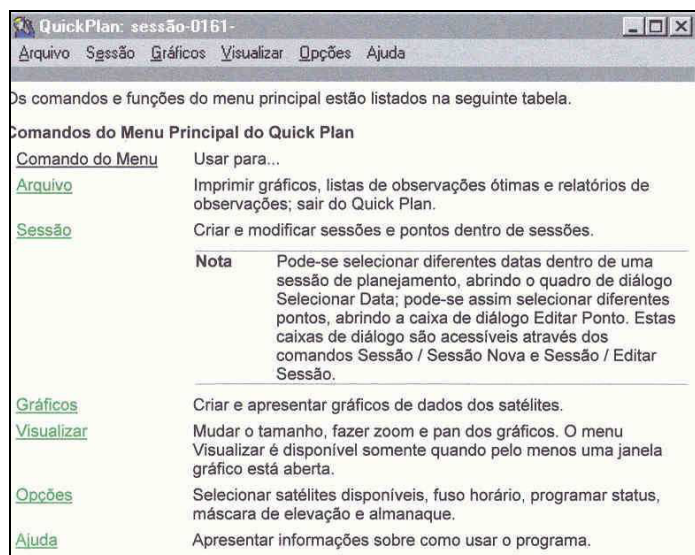 QuickPlan: sessão-0161-
Arquivo Sessão Gráficos Visualizar Opções Ajuda
Os comandos e funções do menu principal estão listados na seguinte tabela.
Comandos do Menu Principal do Quick Plan
Comando do Menu Usar para...
Arquivo Imprimir gráficos, listas de observações ótimas e relatórios de
observações; sair do Quick Plan.
Sessão Criar e modificar sessões e pontos dentro de sessões.
Nota Pode-se selecionar diferentes datas dentro de uma
sessão de planejamento, abrindo o quadro de diálogo
Selecionar Data; pode-se assim selecionar diferentes
pontos, abrindo a caixa de diálogo Editar Ponto. Estas
caixas de diálogo são acessíveis através dos
comandos Sessão / Sessão Nova e Sessão / Editar
Sessão.
Gráficos Criar e apresentar gráficos de dados dos satélites.
Visualizar Mudar o tamanho, fazer zoom e pan dos gráficos. O menu
Visualizar é disponível somente quando pelo menos uma janela
gráfico está aberta.
Opções Selecionar satélites disponíveis, fuso horário, programar status,
máscara de elevação e almanaque.
Ajuda Apresentar informações sobre como usar o programa.